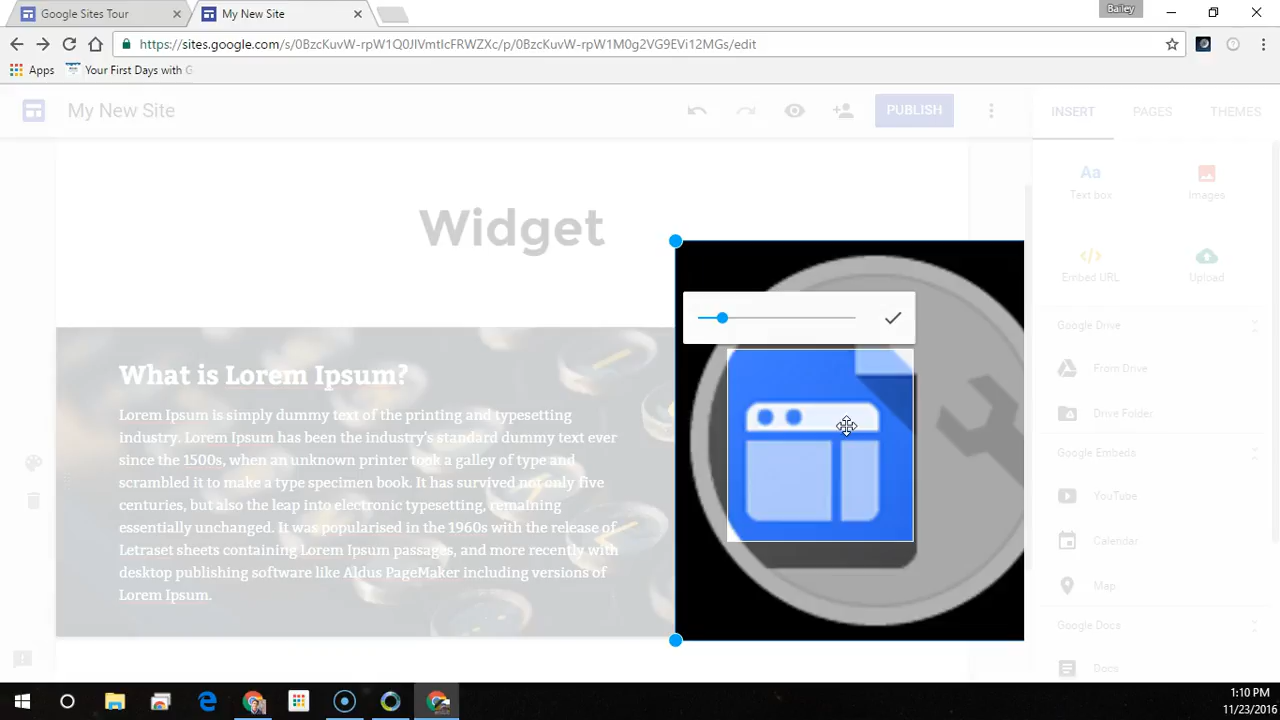 Google Sites Tour
My New Site
Bailey
https://sites.google.com/s/0BzcKuvW-rpW1Q0JIVmtIcFRWZXc/p/0BzcKuvW-rpW1M0g2VG9EVi12MGs/edit
Apps
Your First Days with G
My New Site
PUBLISH
INSERT
PAGES
THEMES
Aa
Text box
Images
Embed URL
Upload
Google Drive
From Drive
Drive Folder
Google Embeds
YouTube
Calendar
Map
Google Docs
Docs
Widget
What is Lorem Ipsum?
Lorem Ipsum is simply dummy text of the printing and typesetting
industry. Lorem Ipsum has been the industry's standard dummy text ever
since the 1500s, when an unknown printer took a galley of type and
scrambled it to make a type specimen book. It has survived not only five
centuries, but also the leap into electronic typesetting, remaining
essentially unchanged. It was popularised in the 1960s with the release of
Letraset sheets containing Lorem Ipsum passages, and more recently with
desktop publishing software like Aldus PageMaker including versions of
Lorem Ipsum.
1:10 PM
11/23/2016